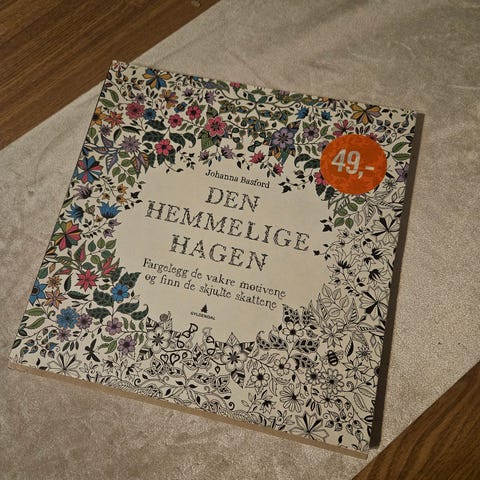 Johanna Basford
DEN
HEMMELIGE
HAGEN
Fargelegg de vakre motivene
og finn de skjulte skattene
GYLDENDAL
49,-